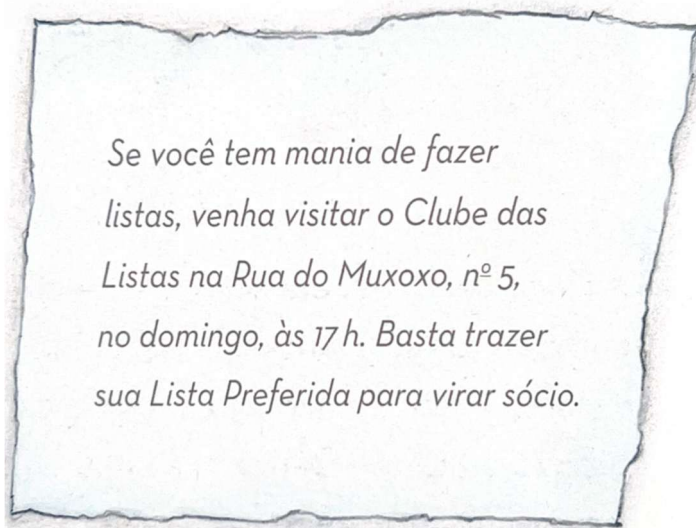 Se você tem mania de fazer
listas, venha visitar o Clube das
Listas na Rua do Muxoxo, nº 5,
no domingo, às 17 h. Basta trazer
sua Lista Preferida para virar sócio.